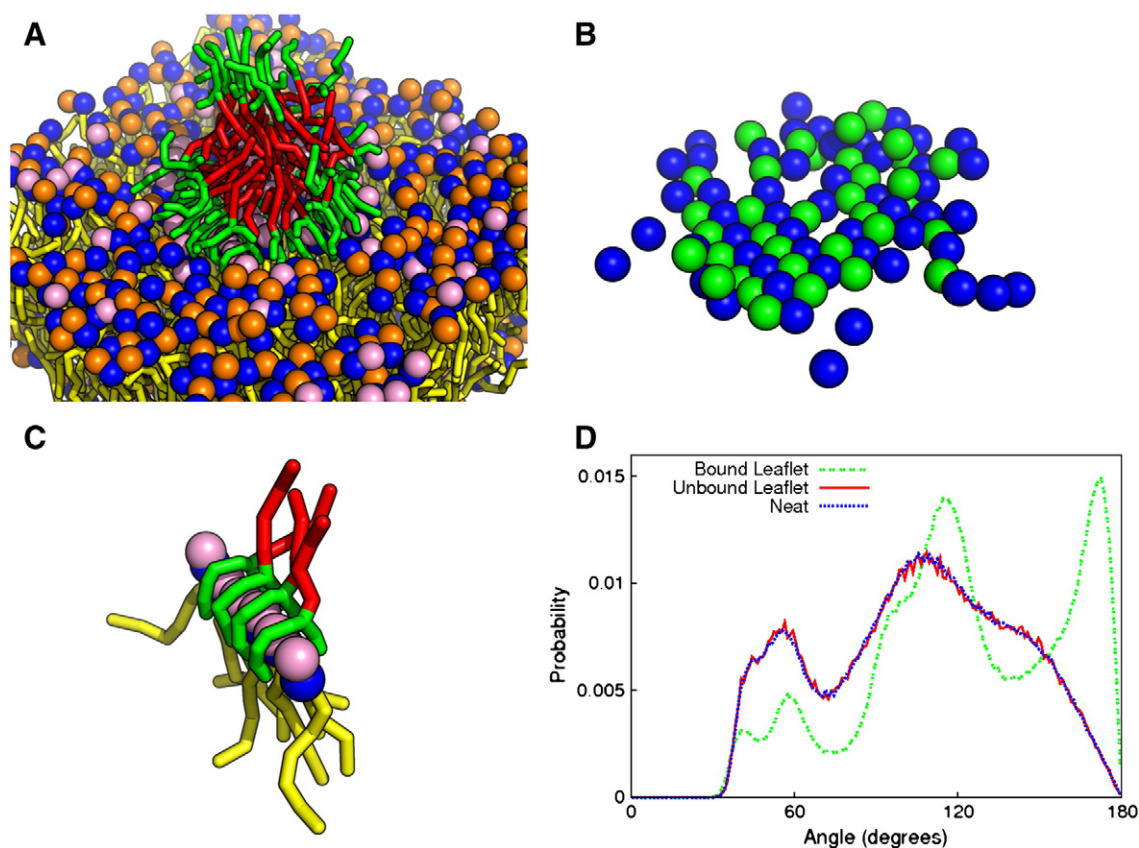 A
B
C
D
Bound Leaflet
Unbound Leaflet
Neat
0.015
0.01
0.005
0
Probability
0 60 120 180
Angle (degrees)